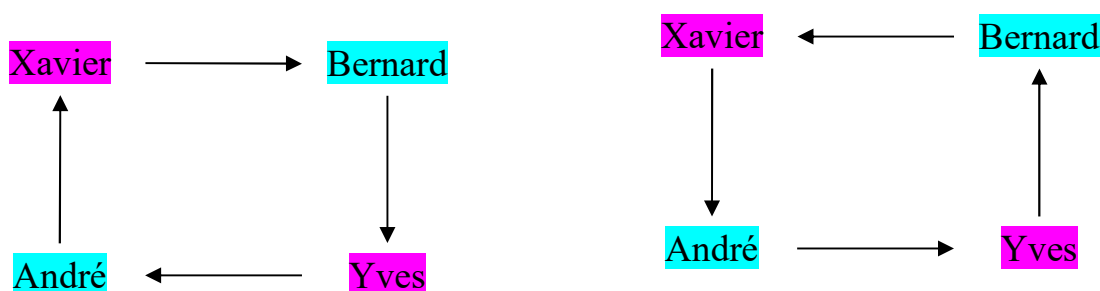 Xavier
Bernard
André
Yves
Xavier
Bernard
André
Yves